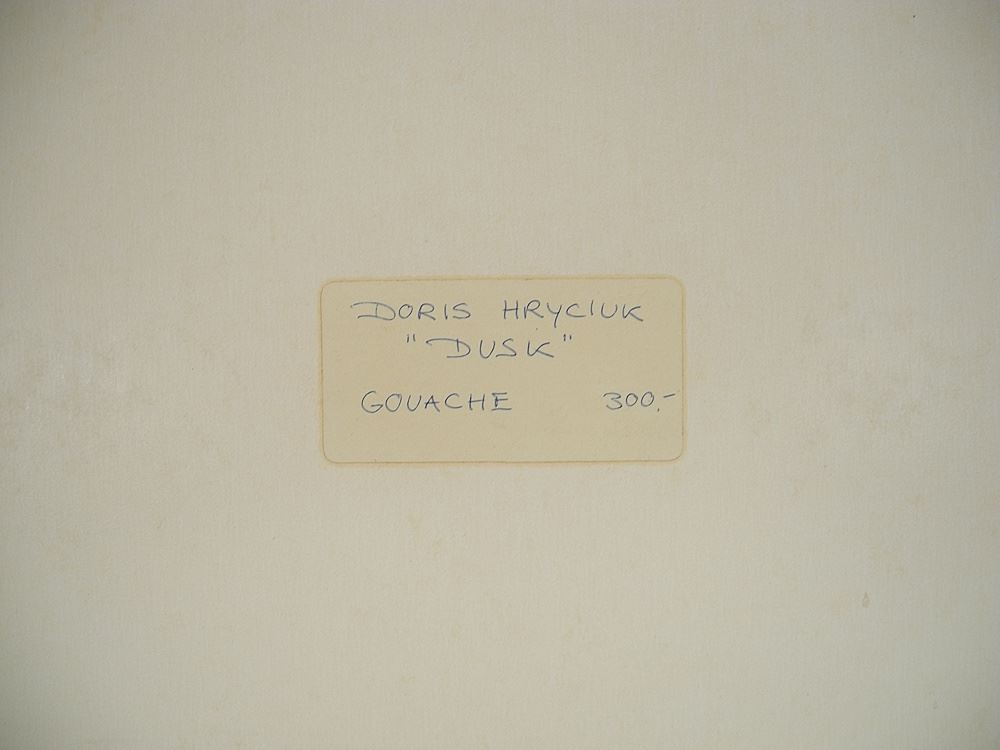 DORIS HRYCIUK
"DUSK"
GOUACHE 300.-